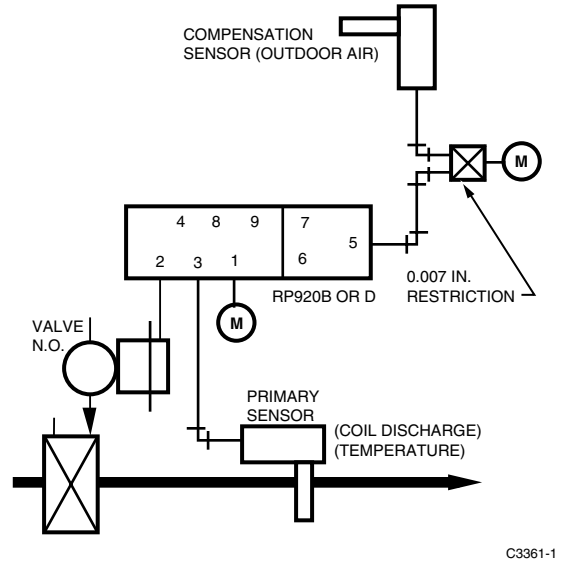 COMPENSATION
SENSOR (OUTDOOR AIR)
M
4 8 9 7
5
2 3 1 6
RP920B OR D
0.007 IN.
RESTRICTION
M
VALVE
N.O.
PRIMARY
SENSOR
(COIL DISCHARGE)
(TEMPERATURE)
C3361-1